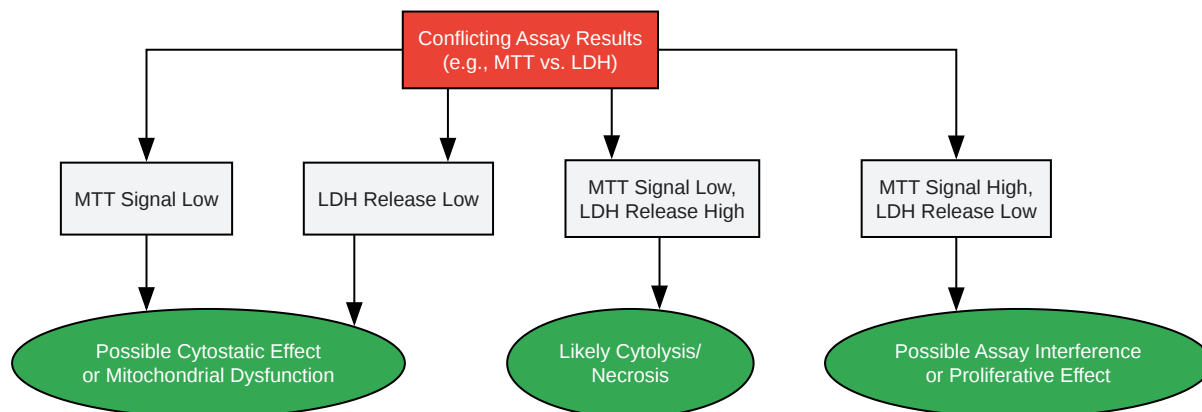 Conflicting Assay Results
(e.g., MTT vs. LDH)
MTT Signal Low
LDH Release Low
MTT Signal Low,
LDH Release High
MTT Signal High,
LDH Release Low
Possible Cytostatic Effect
or Mitochondrial Dysfunction
Likely Cytolysis/
Necrosis
Possible Assay Interference
or Proliferative Effect